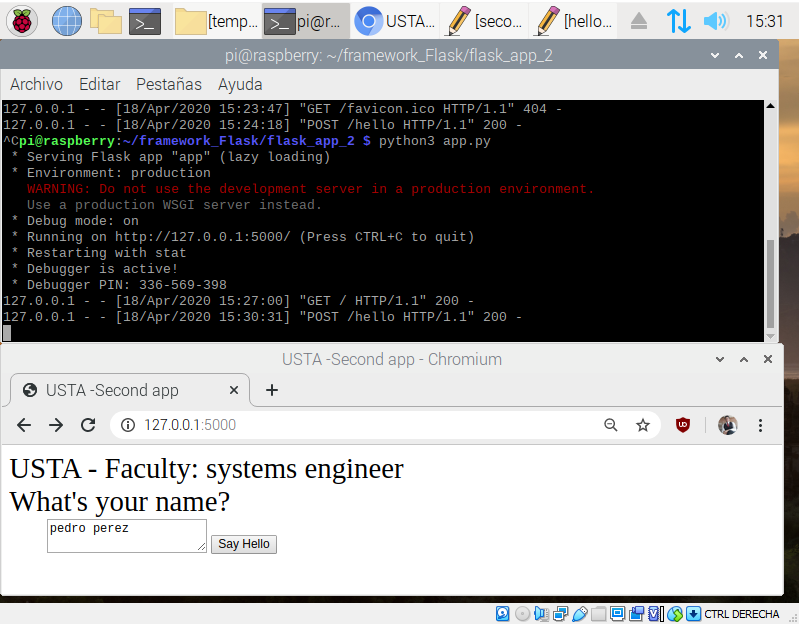 [temp... pi@r... USTA... [seco... [hello... 15:31
pi@raspberry: ~/framework_Flask/flask_app_2
Archivo Editar Pestañas Ayuda
127.0.0.1 - - [18/Apr/2020 15:23:47] "GET /favicon.ico HTTP/1.1" 404 -
127.0.0.1 - - [18/Apr/2020 15:24:18] "POST /hello HTTP/1.1" 200 -
^Cpi@raspberry:~/framework_Flask/flask_app_2 $ python3 app.py
* Serving Flask app "app" (lazy loading)
* Environment: production
WARNING: Do not use the development server in a production environment.
Use a production WSGI server instead.
* Debug mode: on
* Running on http://127.0.0.1:5000/ (Press CTRL+C to quit)
* Restarting with stat
* Debugger is active!
* Debugger PIN: 336-569-398
127.0.0.1 - - [18/Apr/2020 15:27:00] "GET / HTTP/1.1" 200 -
127.0.0.1 - - [18/Apr/2020 15:30:31] "POST /hello HTTP/1.1" 200 -
USTA -Second app - Chromium
USTA -Second app
127.0.0.1:5000
USTA - Faculty: systems engineer
What's your name?
pedro perez
Say Hello
CTRL DERECHA